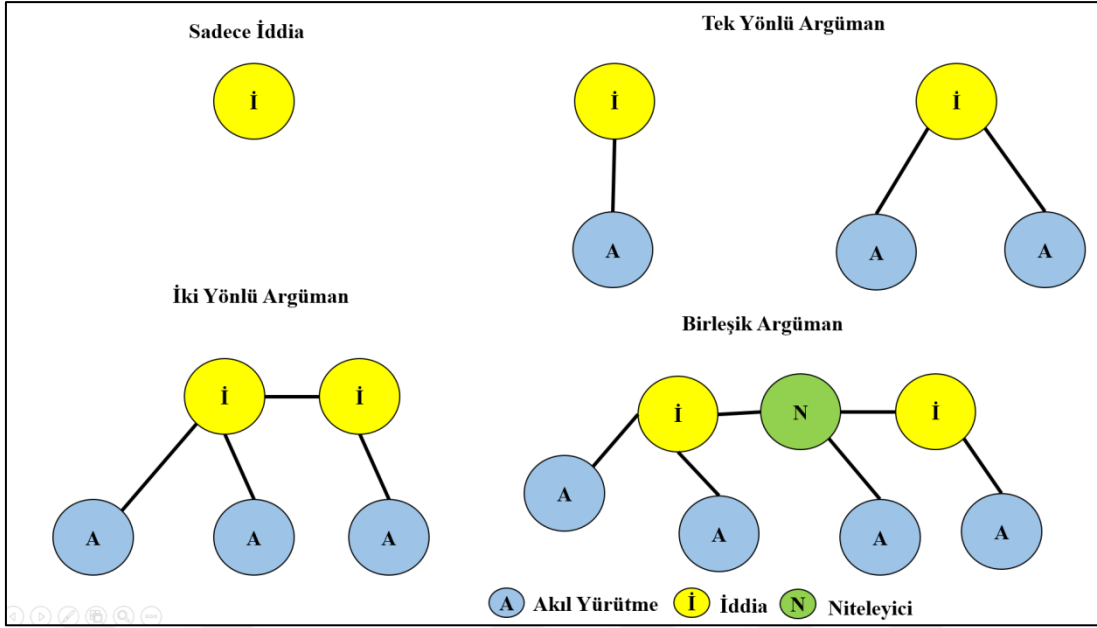 Sadece İddia
Tek Yönlü Argüman
İ
İ
İ
A
A
A
İki Yönlü Argüman
Birleşik Argüman
İ
İ
İ
N
İ
A
A
A
A
A
A
A
A Akıl Yürütme İ İddia N Niteleyici